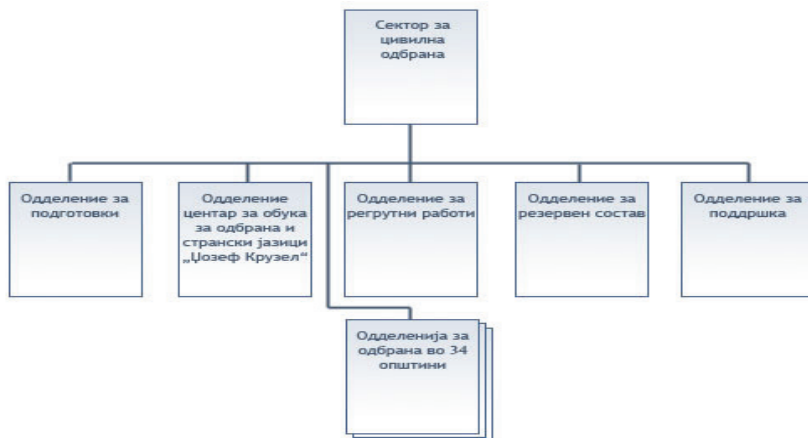 Сектор за
цивилна
одбрана
Одделение за
подготовки
Одделение
центар за обука
за одбрана и
странски јазици
„Џозеф Крузел“
Одделение за
регрутни работи
Одделение за
резервен состав
Одделение за
поддршка
Одделенија за
одбрана во 34
општини